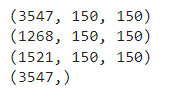 (3547, 150, 150)
(1268, 150, 150)
(1521, 150, 150)
(3547,)